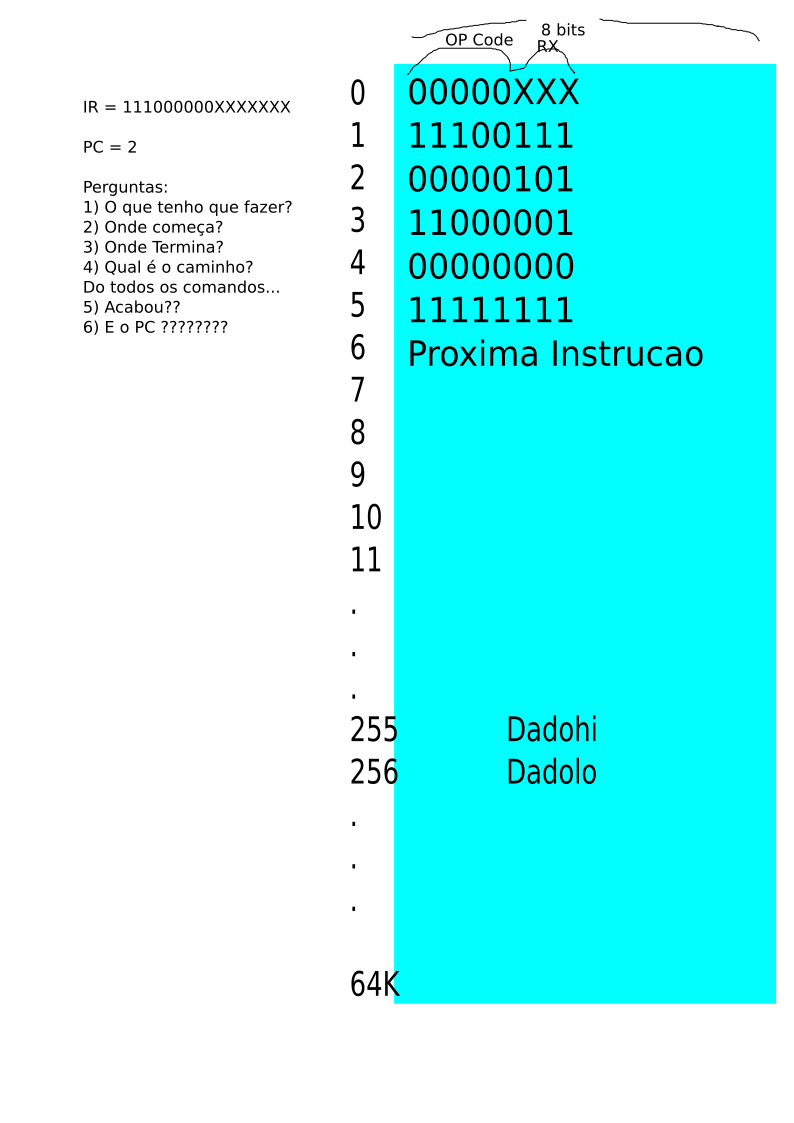 8 bits
OP Code
RX
IR = 111000000XXXXXXX
PC = 2
Perguntas:
1) O que tenho que fazer?
2) Onde começa?
3) Onde Termina?
4) Qual é o caminho?
Do todos os comandos...
5) Acabou??
6) E o PC ????????
0 00000XXX
1 11100111
2 00000101
3 11000001
4 00000000
5 11111111
6 Proxima Instrucao
7
8
9
10
11
.
.
.
255 Dadohi
256 Dadolo
.
.
.
64K